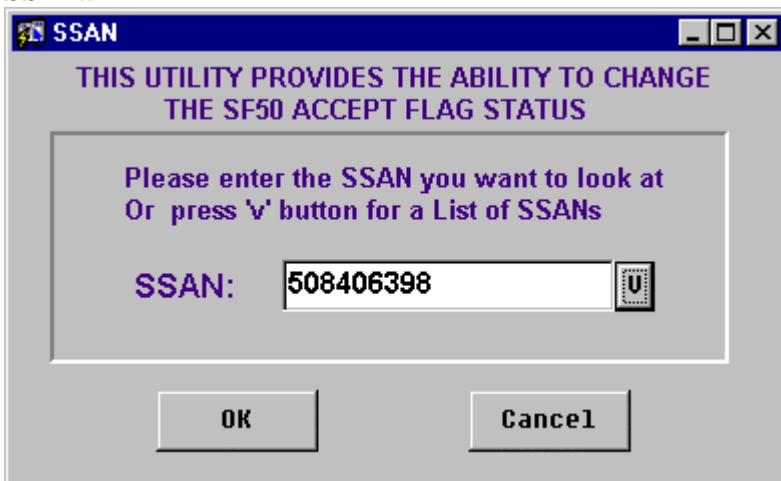 SSAN
THIS UTILITY PROVIDES THE ABILITY TO CHANGE
THE SF50 ACCEPT FLAG STATUS
Please enter the SSAN you want to look at
Or press 'v' button for a List of SSANs
SSAN: 508406398 V
OK Cancel